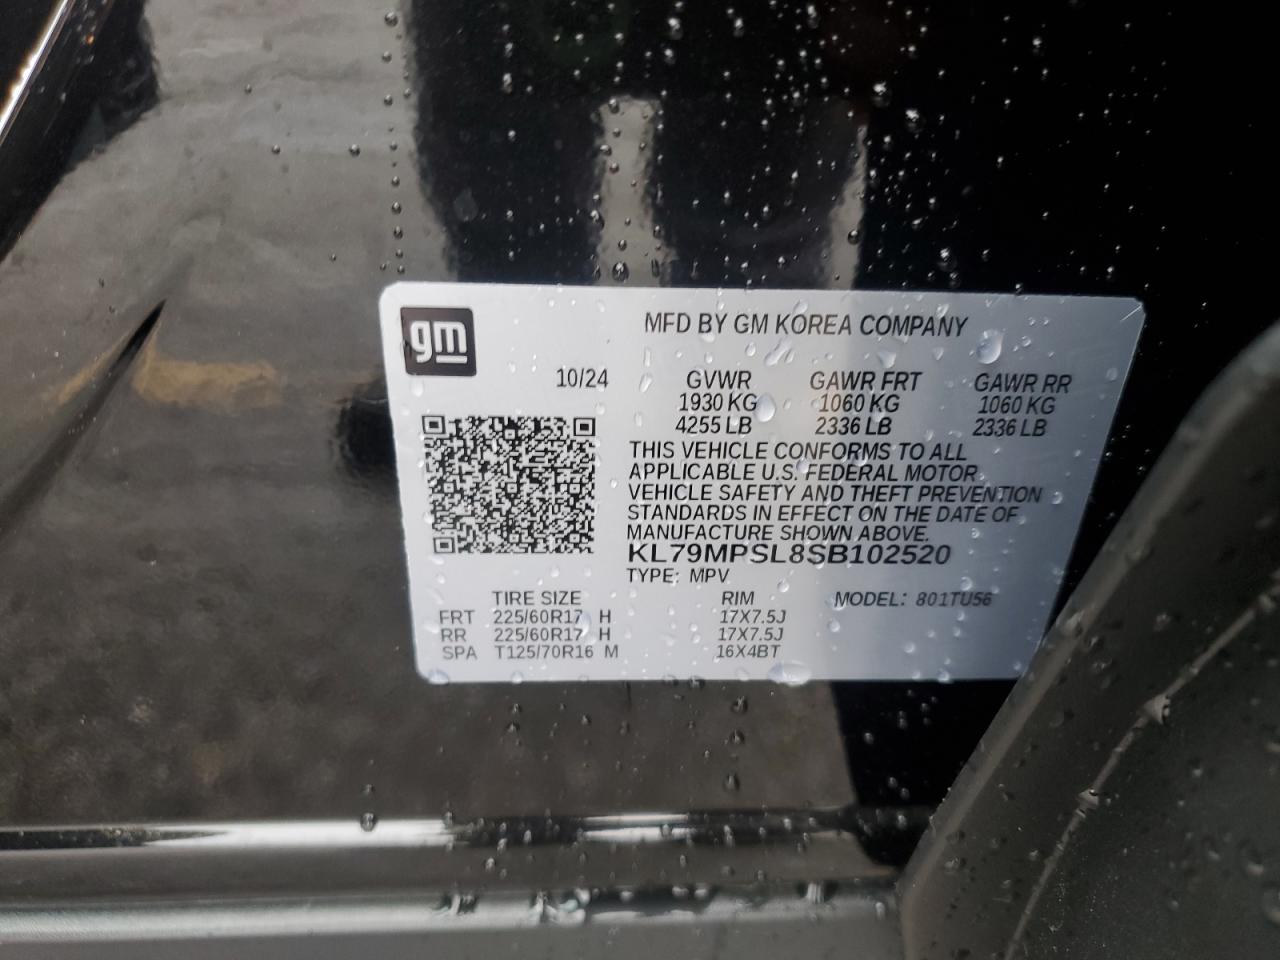 gm
MFD BY GM KOREA COMPANY
10/24 GVWR GAWR FRT GAWR RR
1930 KG 1060 KG 1060 KG
4255 LB 2336 LB 2336 LB
THIS VEHICLE CONFORMS TO ALL
APPLICABLE U.S. FEDERAL MOTOR
VEHICLE SAFETY AND THEFT PREVENTION
STANDARDS IN EFFECT ON THE DATE OF
MANUFACTURE SHOWN ABOVE.
KL79MPSL8SB102520
TYPE: MPV
TIRE SIZE RIM MODEL: 801TU56
FRT 225/60R17 H 17X7.5J
RR 225/60R17 H 17X7.5J
SPA T125/70R16 M 16X4BT